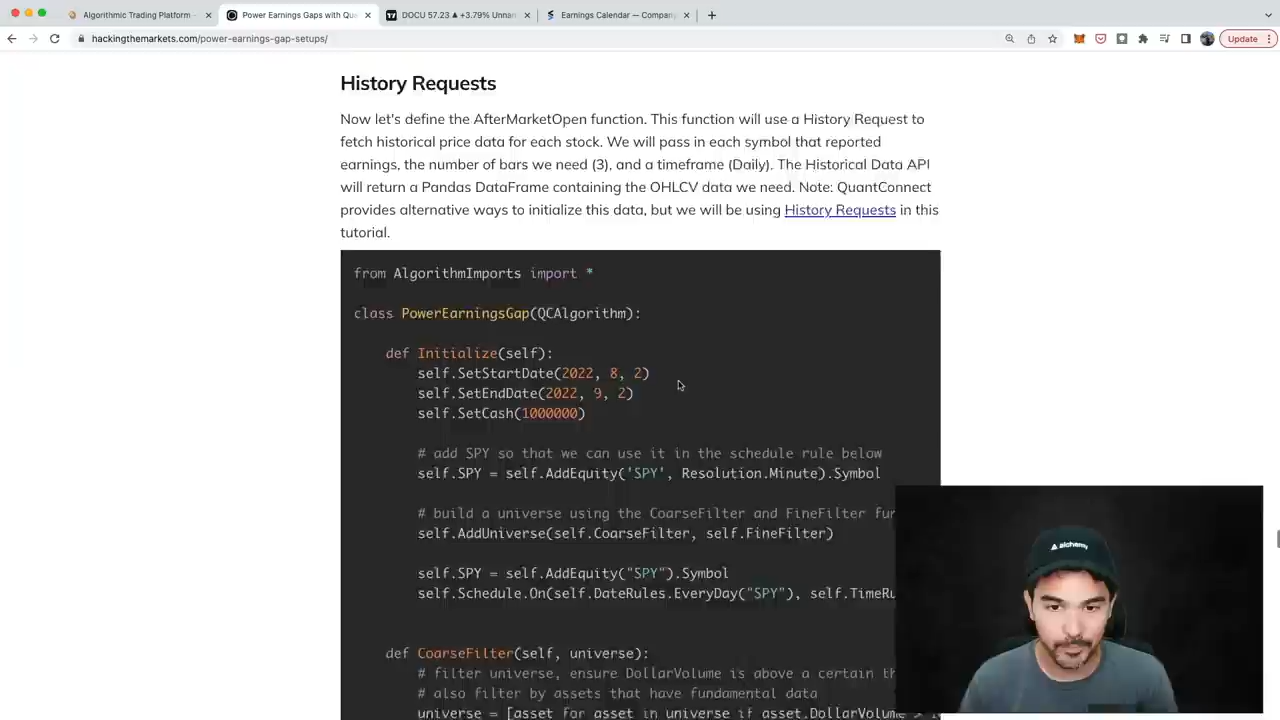 Algorithmic Trading Platform -
Power Earnings Gaps with Que
DOCU 57.23 ▲ +3.79% Unnam
Earnings Calendar — Company
hackingthemarkets.com/power-earnings-gap-setups/
Update
History Requests
Now let's define the AfterMarketOpen function. This function will use a History Request to
fetch historical price data for each stock. We will pass in each symbol that reported
earnings, the number of bars we need (3), and a timeframe (Daily). The Historical Data API
will return a Pandas DataFrame containing the OHLCV data we need. Note: QuantConnect
provides alternative ways to initialize this data, but we will be using History Requests in this
tutorial.
from AlgorithmImports import *
class PowerEarningsGap(QCAlgorithm):
def Initialize(self):
self.SetStartDate(2022, 8, 2)
self.SetEndDate(2022, 9, 2)
self.SetCash(1000000)
# add SPY so that we can use it in the schedule rule below
self.SPY = self.AddEquity('SPY', Resolution.Minute).Symbol
# build a universe using the CoarseFilter and FineFilter fun
self.AddUniverse(self.CoarseFilter, self.FineFilter)
self.SPY = self.AddEquity("SPY").Symbol
self.Schedule.On(self.DateRules.EveryDay("SPY"), self.TimeRu
def CoarseFilter(self, universe):
# filter universe, ensure DollarVolume is above a certain th
# also filter by assets that have fundamental data
universe = [asset for asset in universe if asset.DollarVolume >
alchemy